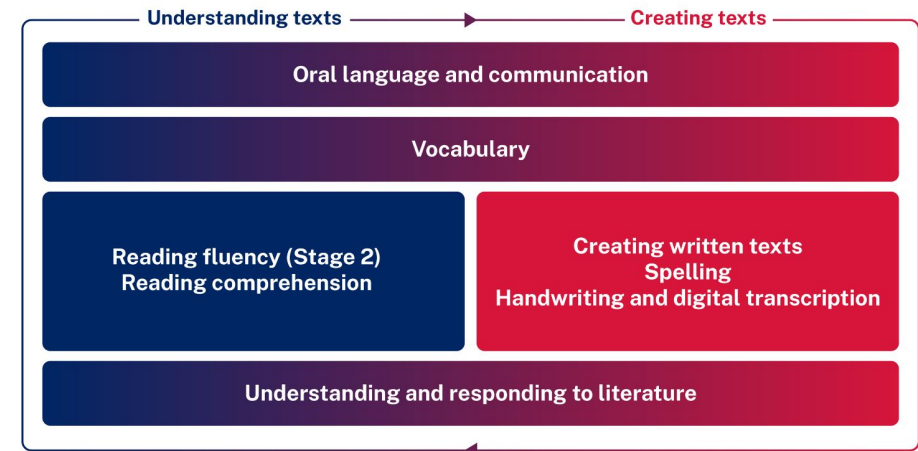 Understanding texts
Creating texts
Oral language and communication
Vocabulary
Reading fluency (Stage 2)
Reading comprehension
Creating written texts
Spelling
Handwriting and digital transcription
Understanding and responding to literature